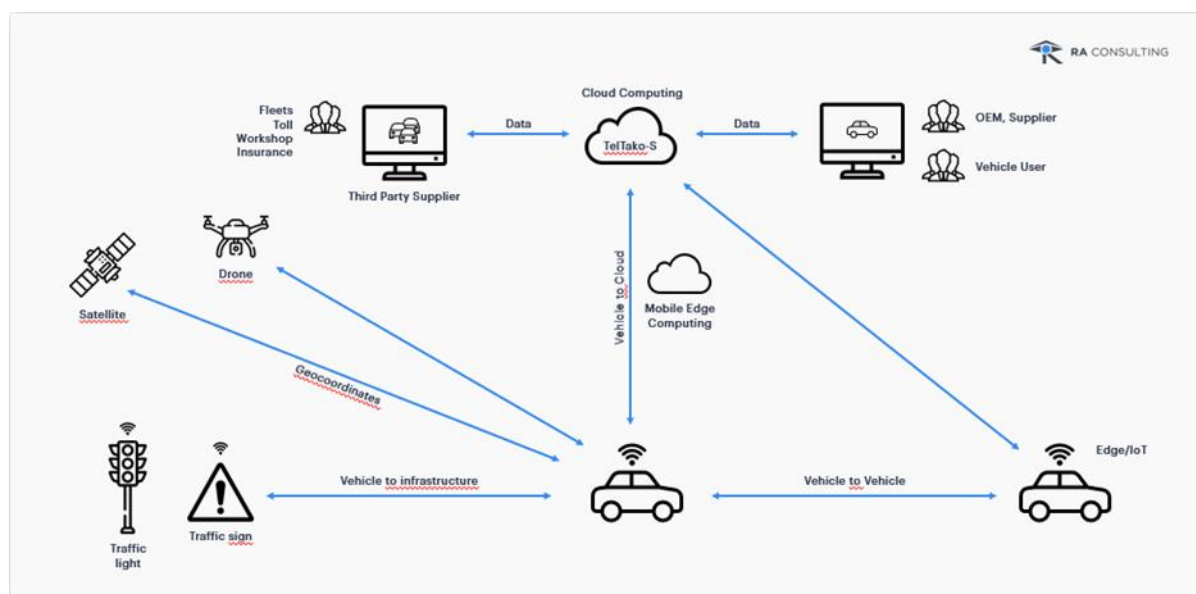 RA CONSULTING
Cloud Computing
Fleets
Toll
Workshop
Insurance
Data
TelTako-S
Data
OEM, Supplier
Vehicle User
Third Party Supplier
Drone
Satellite
Vehicle to Cloud
Mobile Edge
Computing
Geocoordinates
Edge/IoT
Vehicle to infrastructure
Vehicle to Vehicle
Traffic sign
Traffic
light